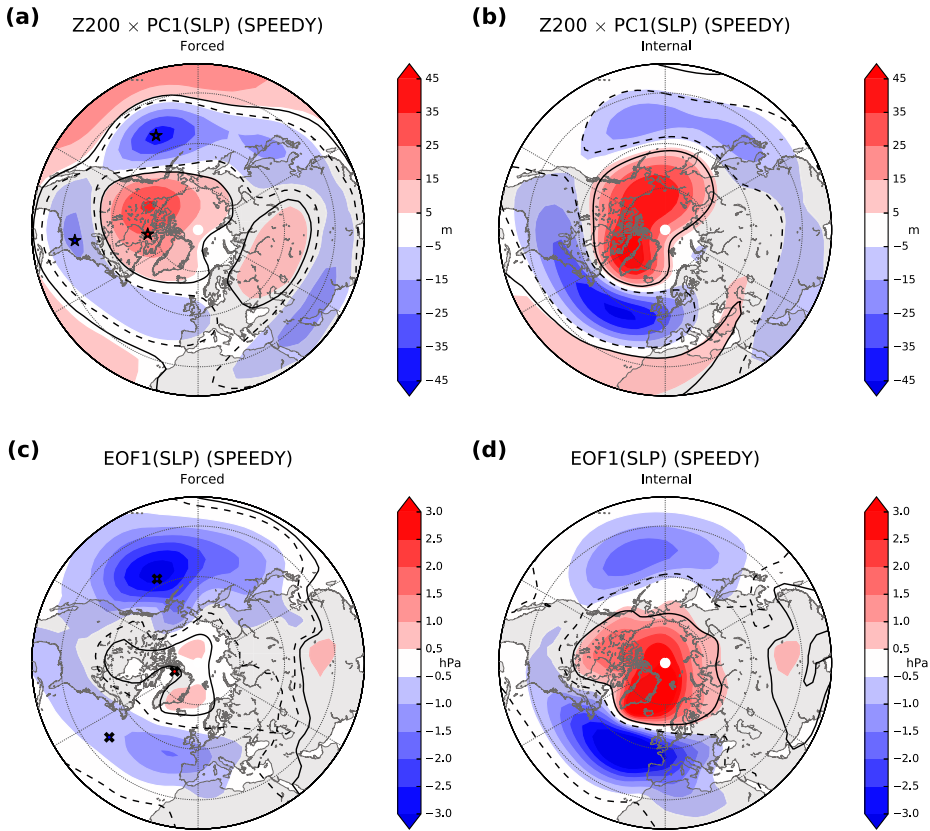 (a)
Z200 × PC1(SLP) (SPEEDY)
Forced
45
35
25
15
5
m
−5
−15
−25
−35
−45
(b)
Z200 × PC1(SLP) (SPEEDY)
Internal
45
35
25
15
5
m
−5
−15
−25
−35
−45
(c)
EOF1(SLP) (SPEEDY)
Forced
3.0
2.5
2.0
1.5
1.0
0.5
hPa
−0.5
−1.0
−1.5
−2.0
−2.5
−3.0
(d)
EOF1(SLP) (SPEEDY)
Internal
3.0
2.5
2.0
1.5
1.0
0.5
hPa
−0.5
−1.0
−1.5
−2.0
−2.5
−3.0